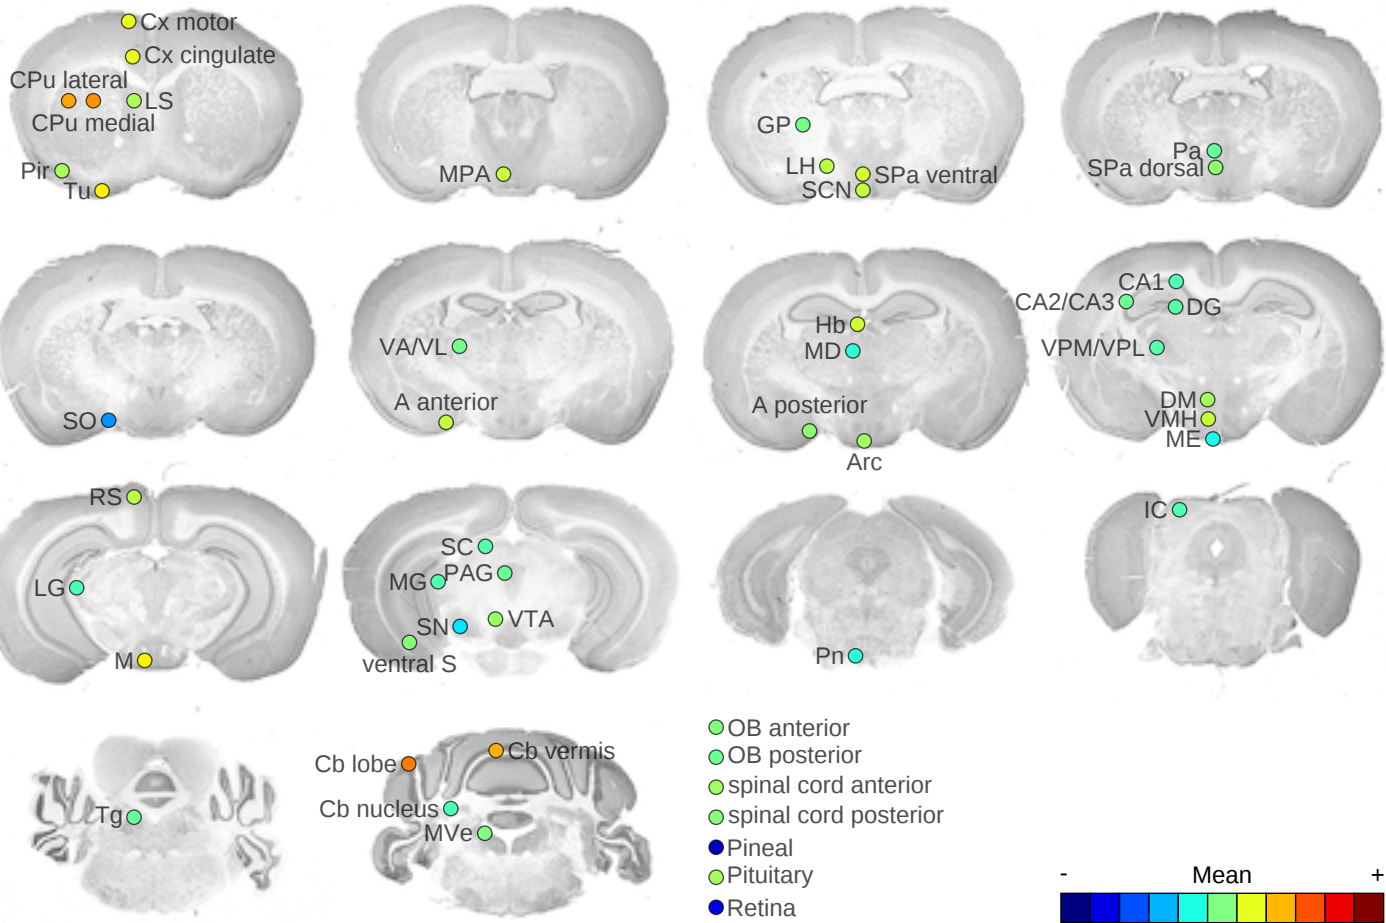 Cx motor
Cx cingulate
CPu lateral
LS
CPu medial
Pir
Tu
MPA
GP
LH
SPa ventral
SCN
Pa
SPa dorsal
SO
VA/VL
A anterior
Hb
MD
A posterior
Arc
CA1
CA2/CA3
DG
VPM/VPL
DM
VMH
ME
RS
LG
M
SC
MG
PAG
SN
VTA
ventral S
Pn
IC
Tg
Cb lobe
Cb vermis
Cb nucleus
MVe
OB anterior
OB posterior
spinal cord anterior
spinal cord posterior
Pineal
Pituitary
Retina
- Mean +